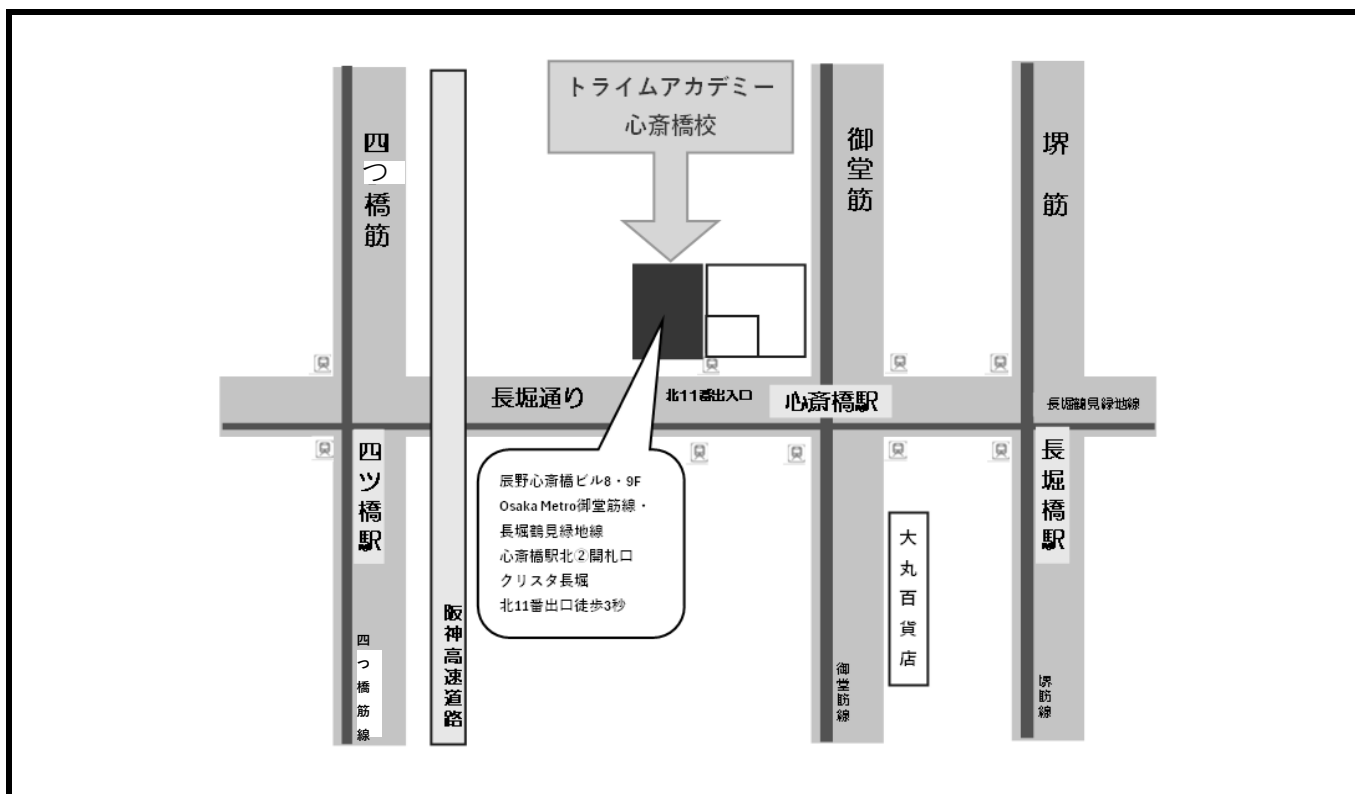 トライムアカデミー
心斎橋校
四つ橋筋
御堂筋
堺筋
長堀通り
北11番出入口
心斎橋駅
長堀鶴見緑地線
四ツ橋駅
長堀橋駅
辰野心斎橋ビル8・9F
Osaka Metro御堂筋線・
長堀鶴見緑地線
心斎橋駅北②開札口
クリスタ長堀
北11番出口徒歩3秒
大丸百貨店
阪神高速道路
四つ橋筋線
御堂筋線
堺筋線